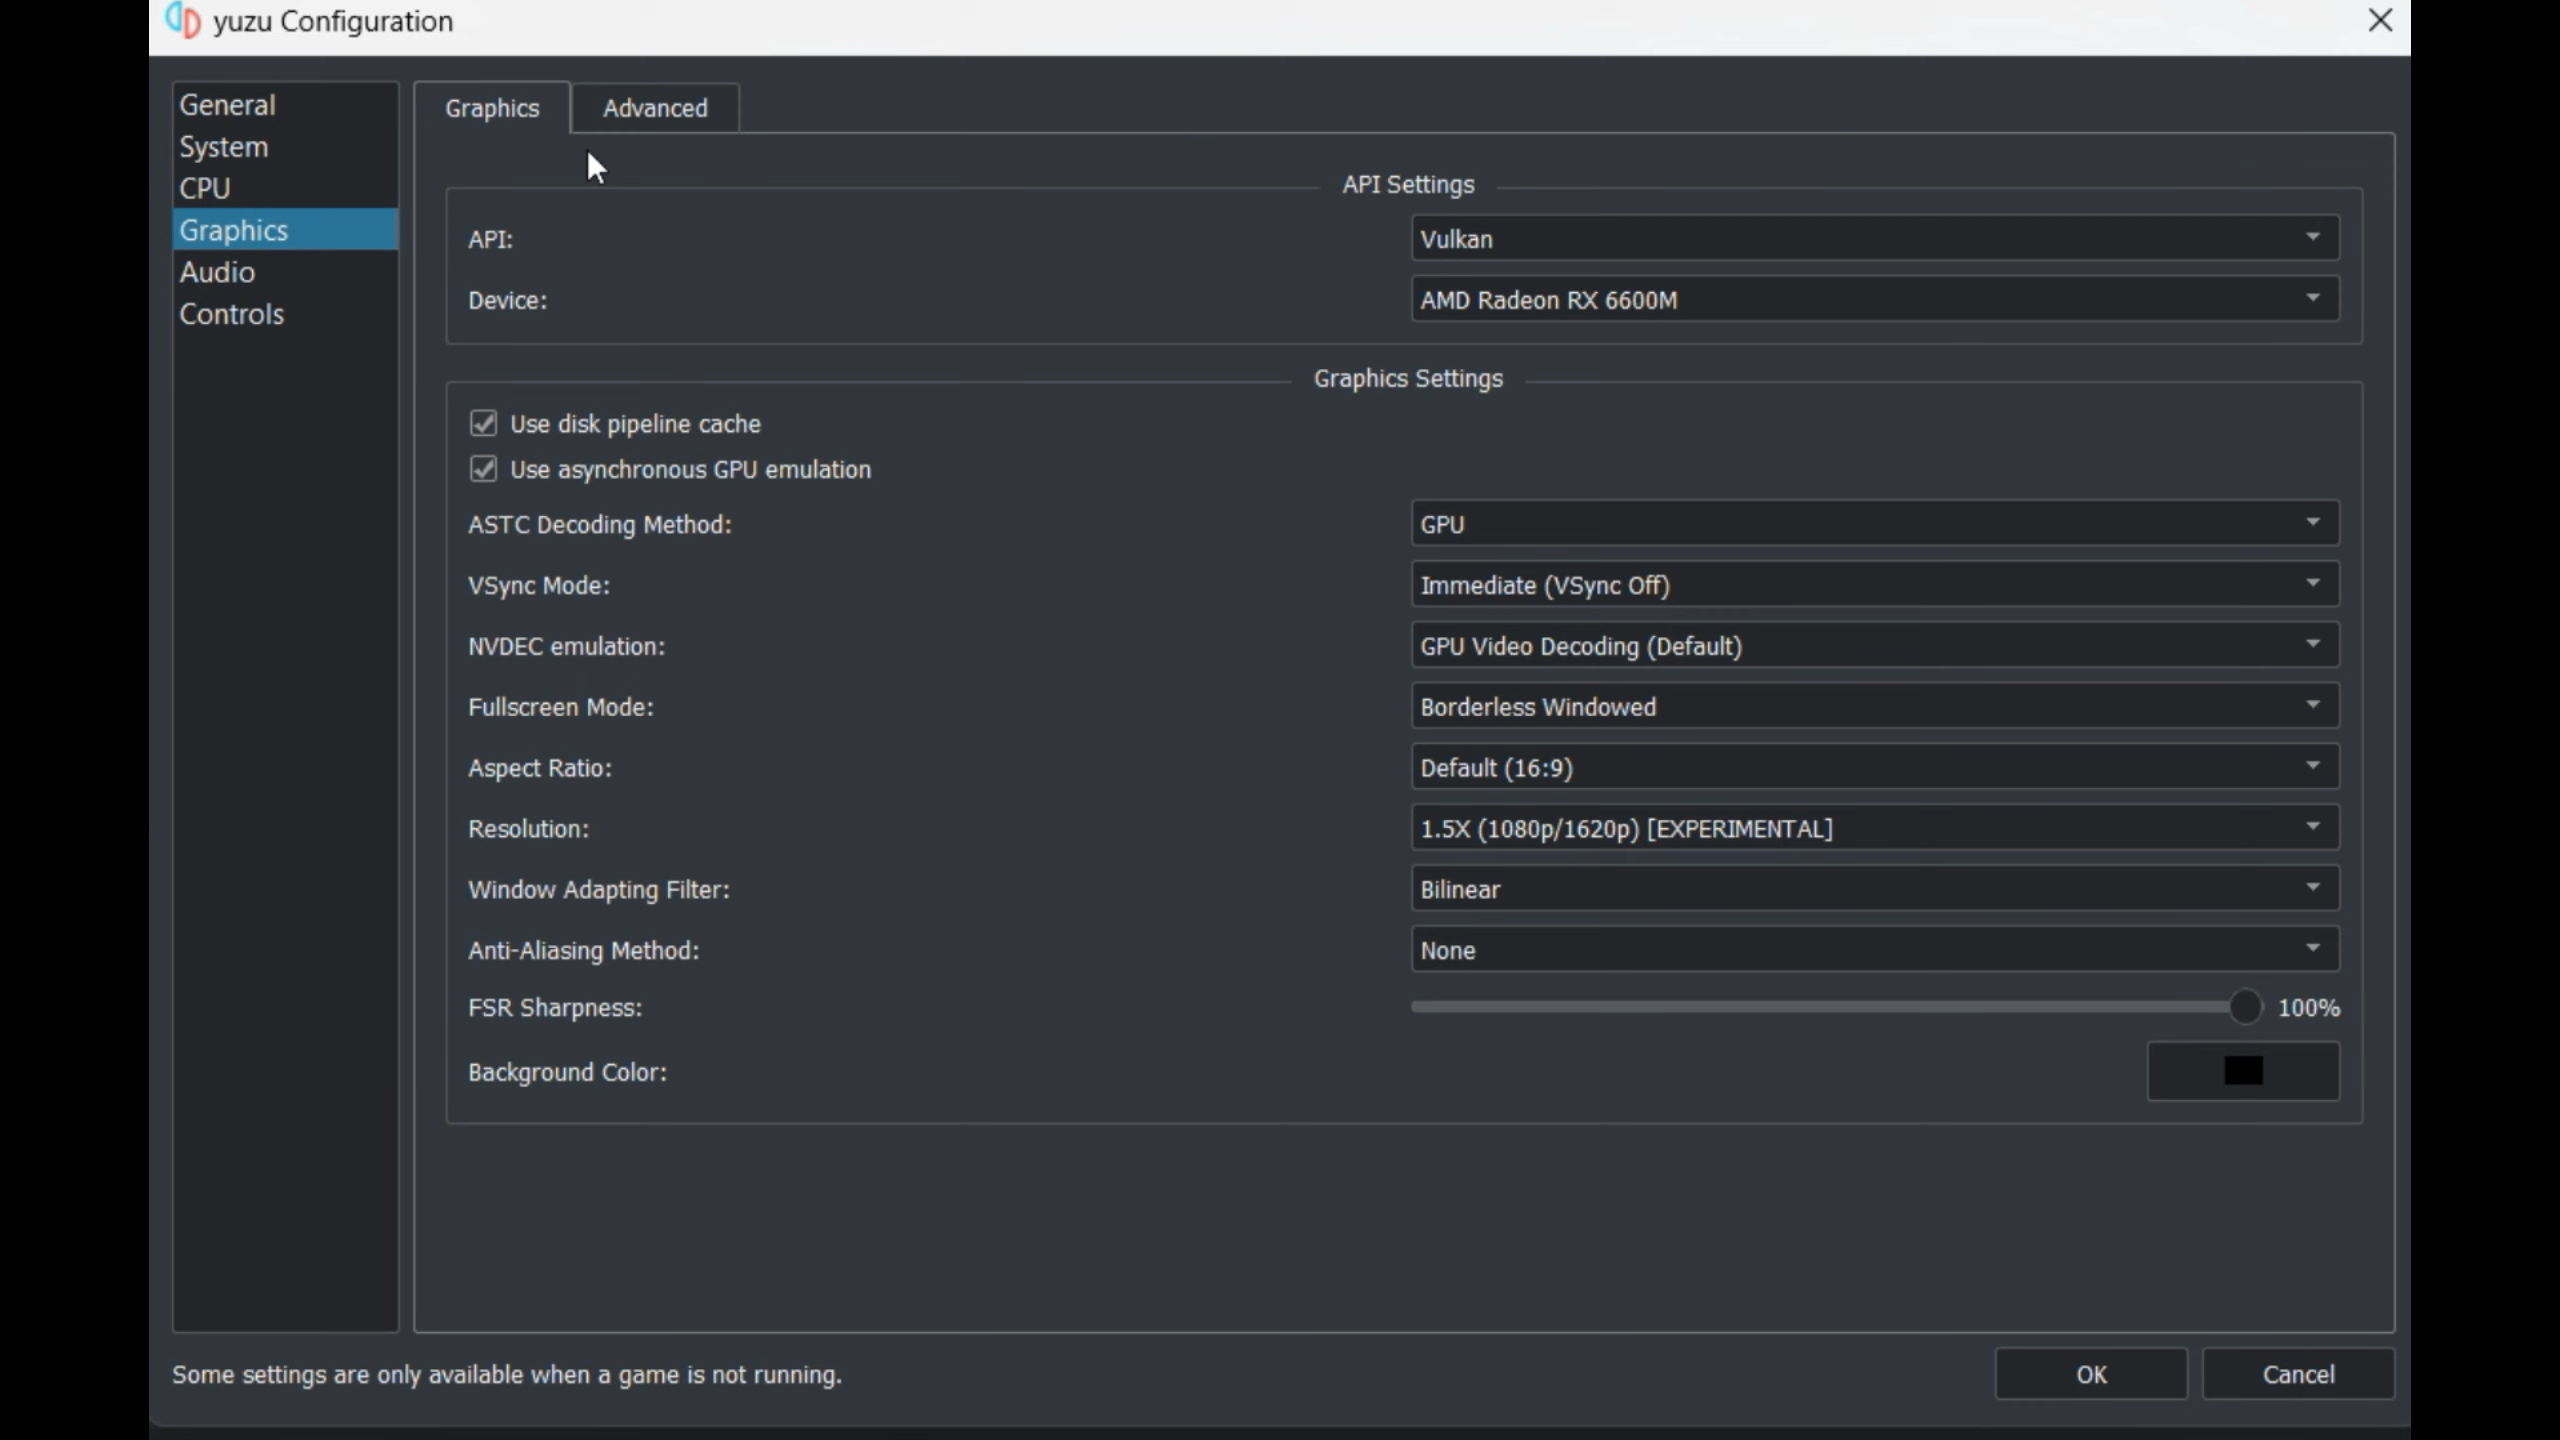 yuzu Configuration
General
System
CPU
Graphics
Audio
Controls
Graphics
Advanced
API Settings
API:
Vulkan
Device:
AMD Radeon RX 6600M
Graphics Settings
Use disk pipeline cache
Use asynchronous GPU emulation
ASTC Decoding Method:
GPU
VSync Mode:
Immediate (VSync Off)
NVDEC emulation:
GPU Video Decoding (Default)
Fullscreen Mode:
Borderless Windowed
Aspect Ratio:
Default (16:9)
Resolution:
1.5X (1080p/1620p) [EXPERIMENTAL]
Window Adapting Filter:
Bilinear
Anti-Aliasing Method:
None
FSR Sharpness:
100%
Background Color:
Some settings are only available when a game is not running.
OK
Cancel